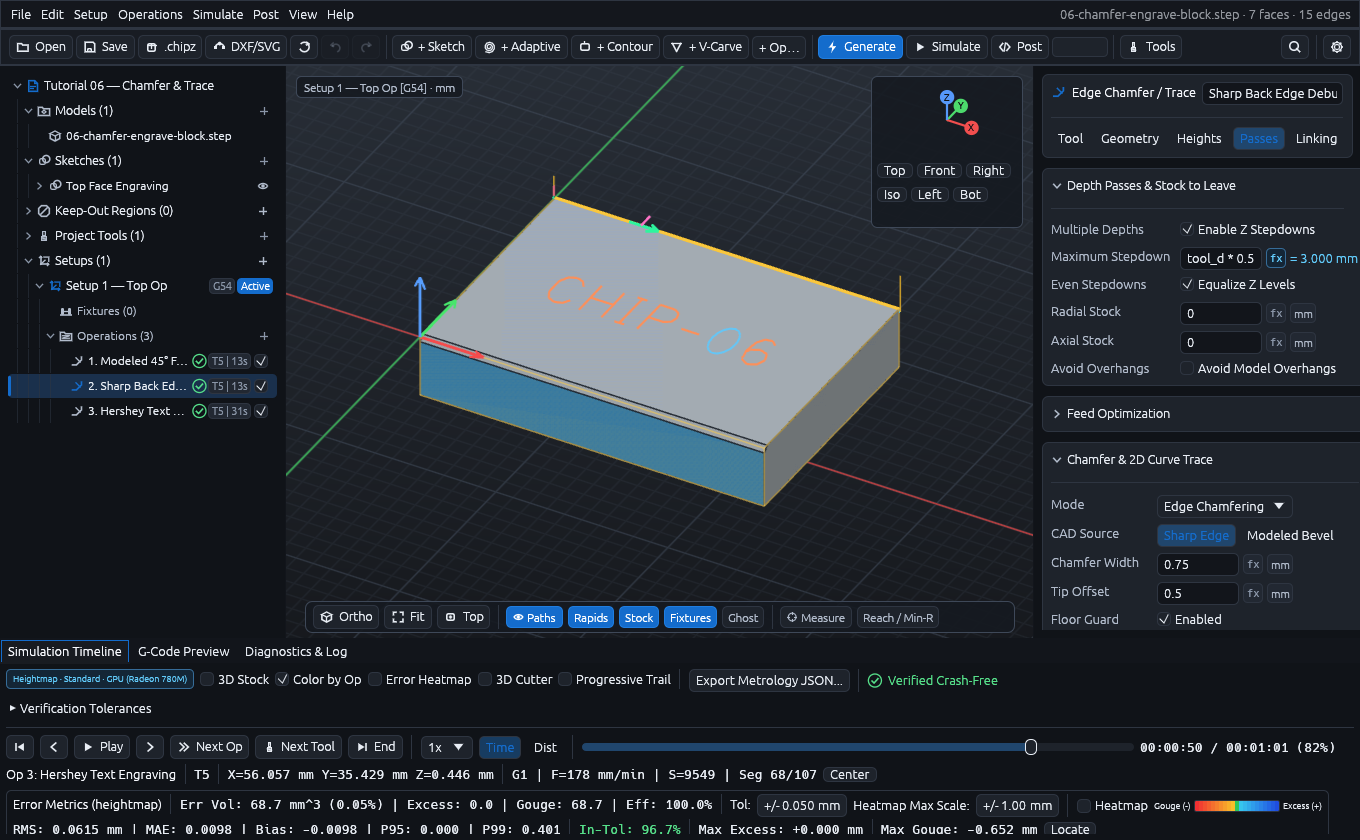 File Edit Setup Operations Simulate Post View Help
06-chamfer-engrave-block.step · 7 faces · 15 edges
Open Save .chipz DXF/SVG + Sketch + Adaptive + Contour + V-Carve + Op... Generate Simulate Post Tools
Tutorial 06 — Chamfer & Trace
Models (1)
06-chamfer-engrave-block.step
Sketches (1)
Top Face Engraving
Keep-Out Regions (0)
Project Tools (1)
Setups (1)
Setup 1 — Top Op G54 Active
Fixtures (0)
Operations (3)
1. Modeled 45° F... T5 | 13s
2. Sharp Back Ed... T5 | 13s
3. Hershey Text ... T5 | 31s
Setup 1 — Top Op [G54] · mm
Z
Y
X
Top Front Right
Iso Left Bot
CHIP-06
Ortho Fit Top Paths Rapids Stock Fixtures Ghost Measure Reach / Min-R
Edge Chamfer / Trace Sharp Back Edge Debu
Tool Geometry Heights Passes Linking
Depth Passes & Stock to Leave
Multiple Depths Enable Z Stepdowns
Maximum Stepdown tool_d * 0.5 fx = 3.000 mm
Even Stepdowns Equalize Z Levels
Radial Stock 0 fx mm
Axial Stock 0 fx mm
Avoid Overhangs Avoid Model Overhangs
Feed Optimization
Chamfer & 2D Curve Trace
Mode Edge Chamfering
CAD Source Sharp Edge Modeled Bevel
Chamfer Width 0.75 fx mm
Tip Offset 0.5 fx mm
Floor Guard Enabled
Simulation Timeline G-Code Preview Diagnostics & Log
Heightmap · Standard · GPU (Radeon 780M) 3D Stock Color by Op Error Heatmap 3D Cutter Progressive Trail Export Metrology JSON... Verified Crash-Free
Verification Tolerances
Play Next Op Next Tool End 1x Time Dist 00:00:50 / 00:01:01 (82%)
Op 3: Hershey Text Engraving T5 X=56.057 mm Y=35.429 mm Z=0.446 mm G1 | F=178 mm/min | S=9549 | Seg 68/107 Center
Error Metrics (heightmap) Err Vol: 68.7 mm^3 (0.05%) | Excess: 0.0 | Gouge: 68.7 | Eff: 100.0% Tol: +/-0.050 mm Heatmap Max Scale: +/-1.00 mm Heatmap Gouge (-) Excess (+)
RMS: 0.0615 mm | MAE: 0.0098 | Bias: -0.0098 | P95: 0.000 | P99: 0.401 In-Tol: 96.7% Max Excess: +0.000 mm Max Gouge: -0.652 mm Locate